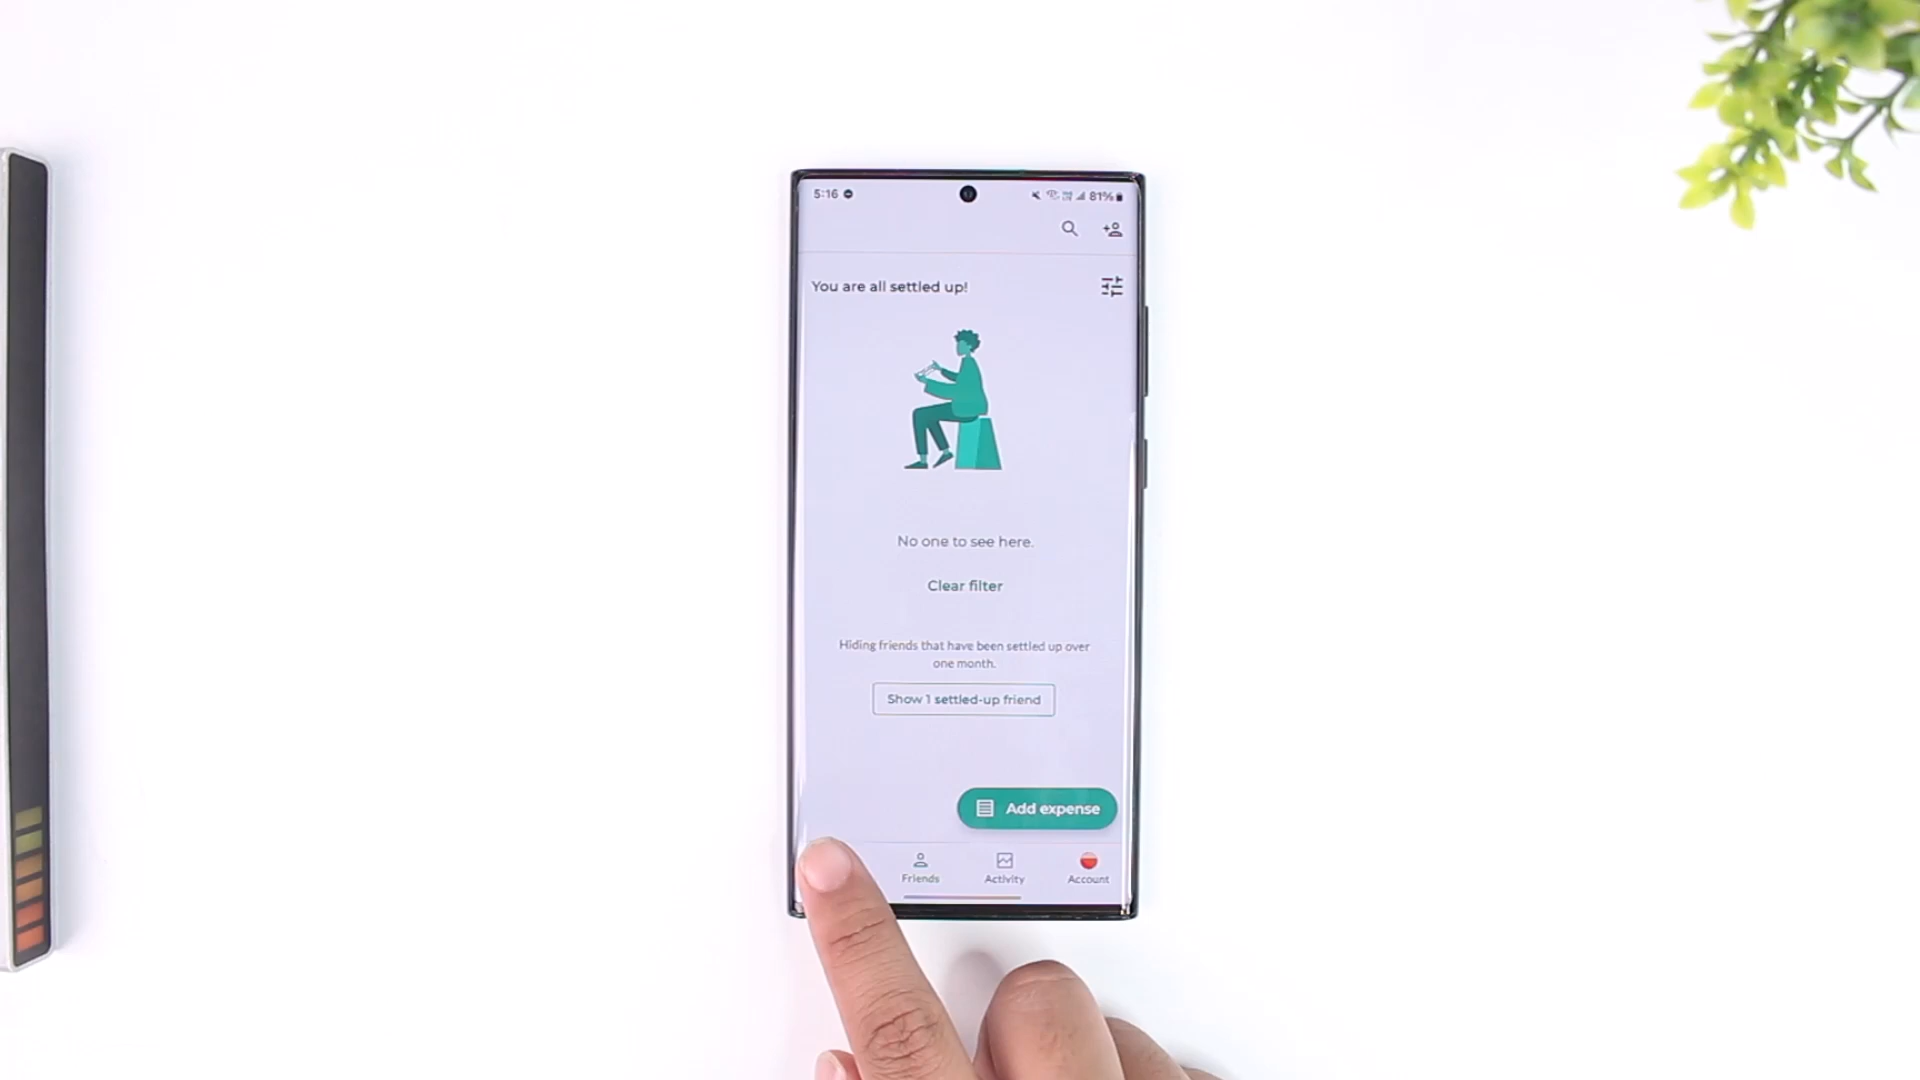 5:16
81%
You are all settled up!
No one to see here.
Clear filter
Hiding friends that have been settled up over
one month.
Show 1 settled-up friend
Add expense
Friends
Activity
Account